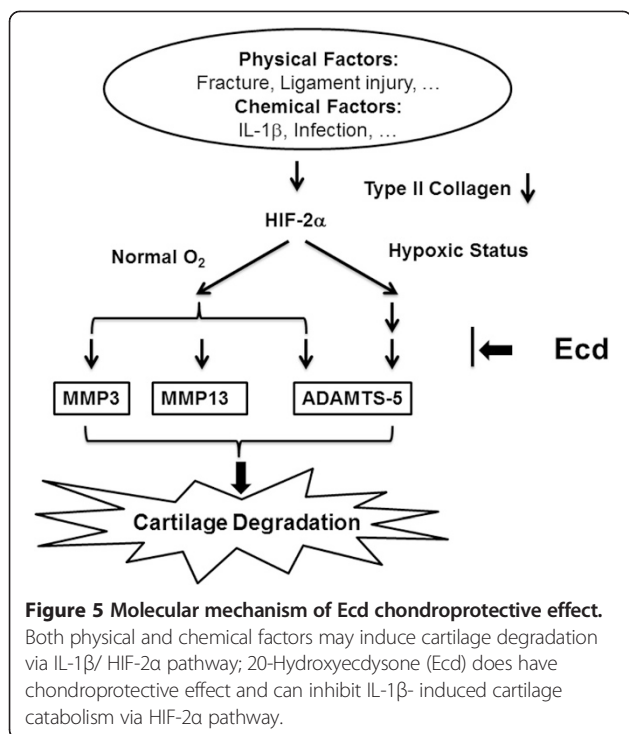 Physical Factors:
Fracture, Ligament injury, …
Chemical Factors:
IL-1β, Infection, …
Type II Collagen
HIF-2α
Normal O₂
Hypoxic Status
Ecd
MMP3
MMP13
ADAMTS-5
Cartilage Degradation
Figure 5 Molecular mechanism of Ecd chondroprotective effect.
Both physical and chemical factors may induce cartilage degradation
via IL-1β/ HIF-2α pathway; 20-Hydroxyecdysone (Ecd) does have
chondroprotective effect and can inhibit IL-1β- induced cartilage
catabolism via HIF-2α pathway.